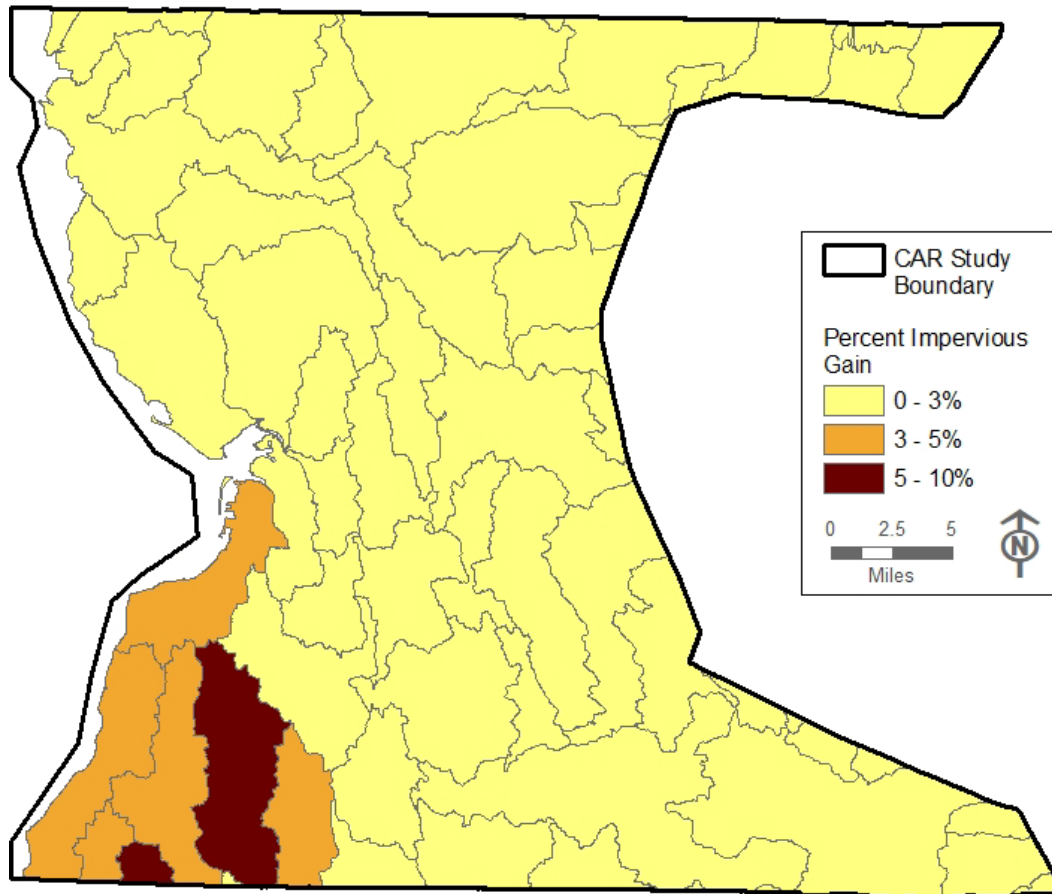 CAR Study
Boundary
Percent Impervious
Gain
0 - 3%
3 - 5%
5 - 10%
0 2.5 5
Miles
N